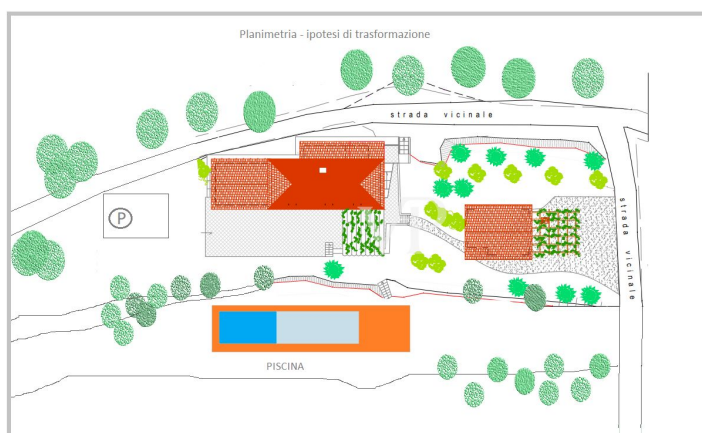 Planimetria - ipotesi di trasformazione
strada vicinale
P
strada vicinale
PISCINA